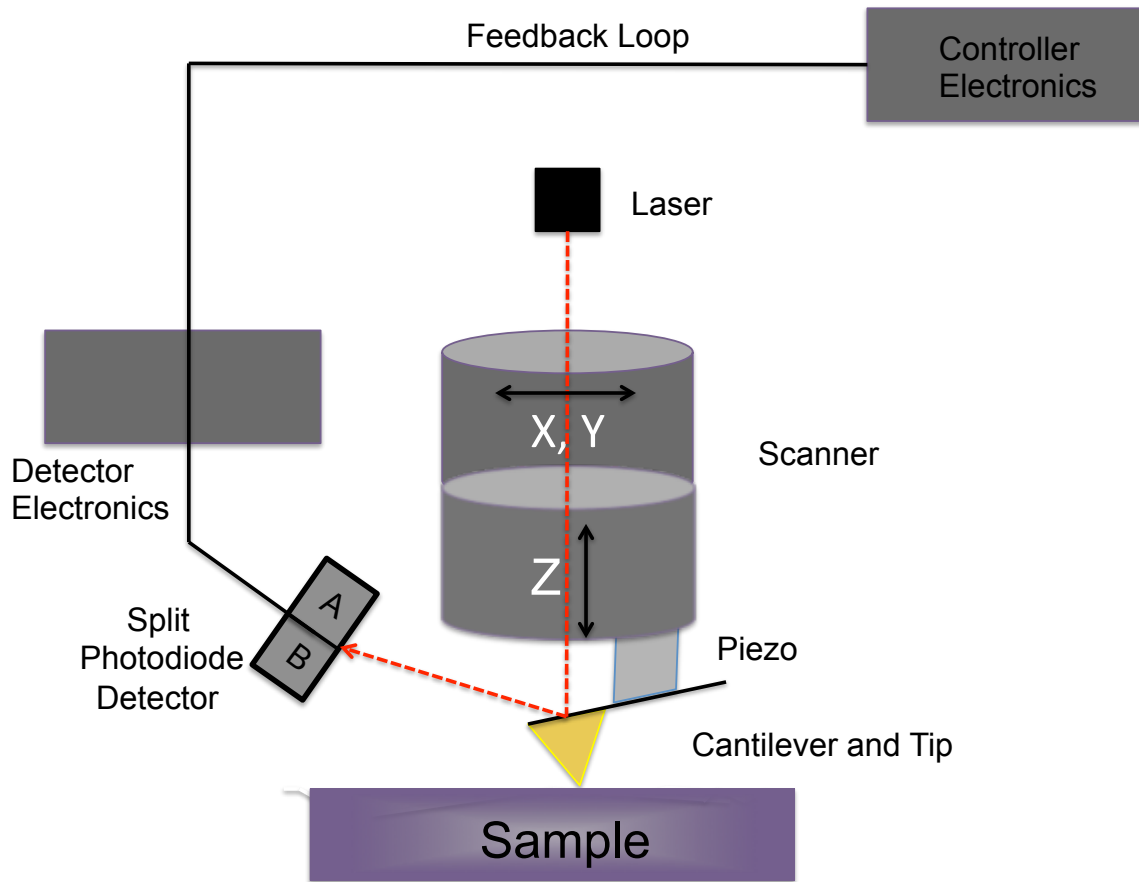 Feedback Loop
Controller
Electronics
Laser
X, Y
Scanner
Detector
Electronics
Z
A
B
Split
Photodiode
Detector
Piezo
Cantilever and Tip
Sample